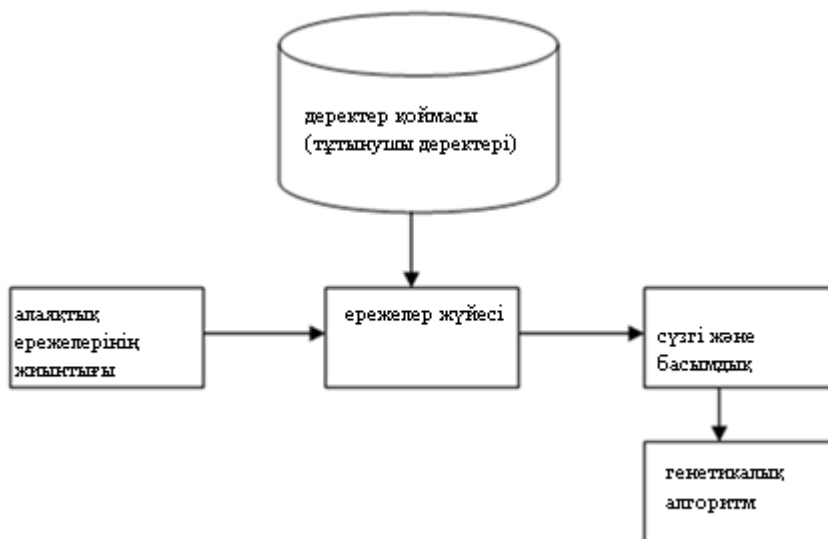 деректер қоймасы
(тұтынушы деректері)
алаяқтық
ережелерінің
жиынтығы
ережелер жүйесі
сүзгі және
басымдық
генетикалық
алгоритм